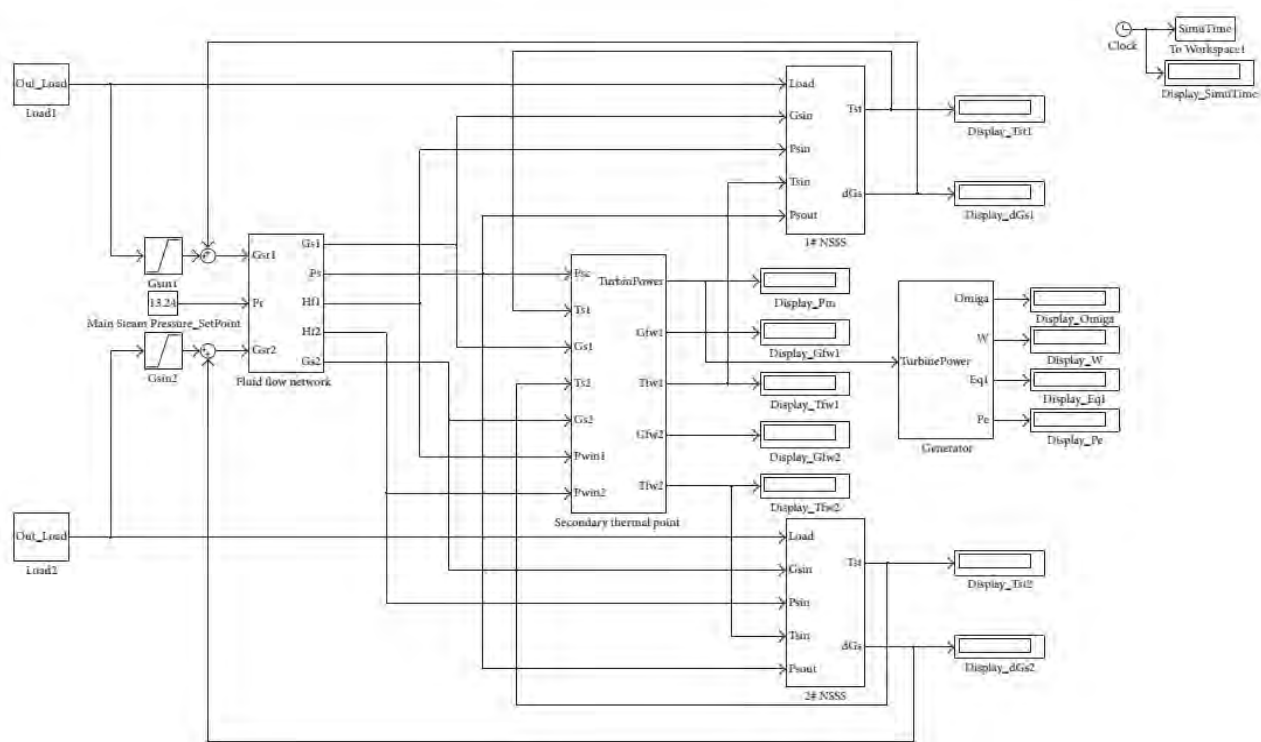 SimuTime
Clock
To Workspace1
Display_SimuTime
Out_Load
Load1
Load
Gsin
Psin
Tsin
Psout
Tst
dGs
1# NSSS
Display_Tst1
Display_dGs1
Gsin1
13.24
Main Steam Pressure_SetPoint
Gsin2
Gsr1
Pr
Gsr2
Gs1
Ps
Hf1
Hf2
Gs2
Fluid flow network
Psc
Ts1
Gs1
Ts2
Gs2
Pwin1
Pwin2
TurbinPower
Gfw1
Tfw1
Gfw2
Tfw2
Secondary thermal point
Display_Pm
Display_Gfw1
Display_Tfw1
Display_Gfw2
Display_Tfw2
TurbinePower
Omiga
W
Eq1
Pe
Generator
Display_Omiga
Display_W
Display_Eq1
Display_Pe
Out_Load
Load2
Load
Gsin
Psin
Tsin
Psout
Tst
dGs
2# NSSS
Display_Tst2
Display_dGs2